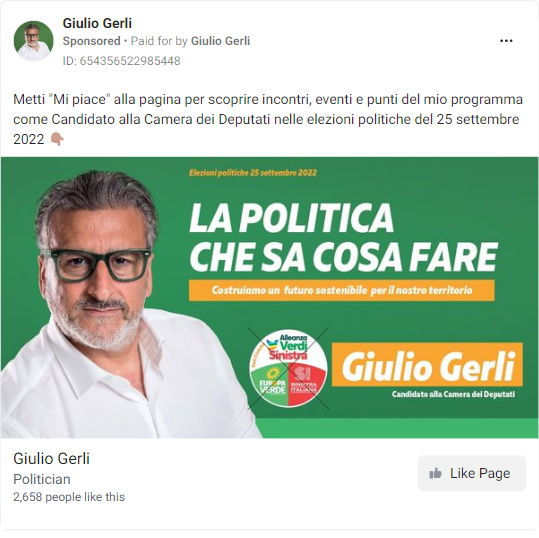 Giulio Gerli
Sponsored • Paid for by Giulio Gerli
ID: 654356522985448
Metti "Mi piace" alla pagina per scoprire incontri, eventi e punti del mio programma
come Candidato alla Camera dei Deputati nelle elezioni politiche del 25 settembre
2022 👇🏽
Elezioni politiche 25 settembre 2022
LA POLITICA
CHE SA COSA FARE
Costruiamo un futuro sostenibile per il nostro territorio
Alleanza
Verdi
Sinistra
EUROPA
VERDE
SI
SINISTRA
ITALIANA
Giulio Gerli
Candidato alla Camera dei Deputati
Giulio Gerli
Politician
2,658 people like this
Like Page